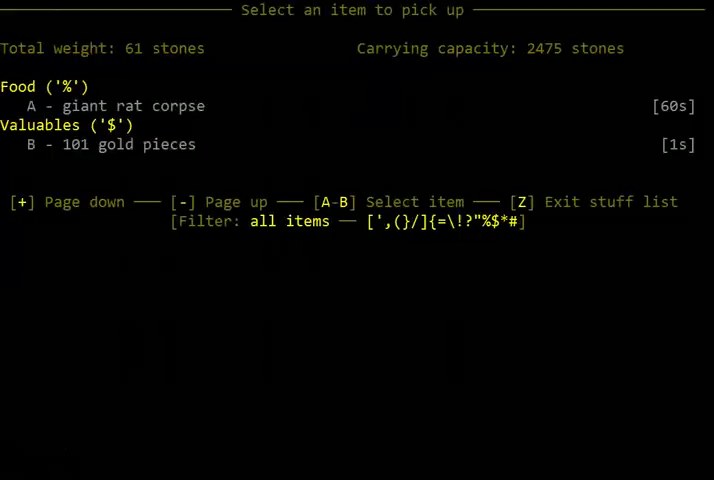 Select an item to pick up
Total weight: 61 stones Carrying capacity: 2475 stones
Food ('%')
A - giant rat corpse [60s]
Valuables ('$')
B - 101 gold pieces [1s]
[+] Page down ── [-] Page up ── [A-B] Select item ── [Z] Exit stuff list
[Filter: all items ── [',(}/]{=\!?"%$*#]